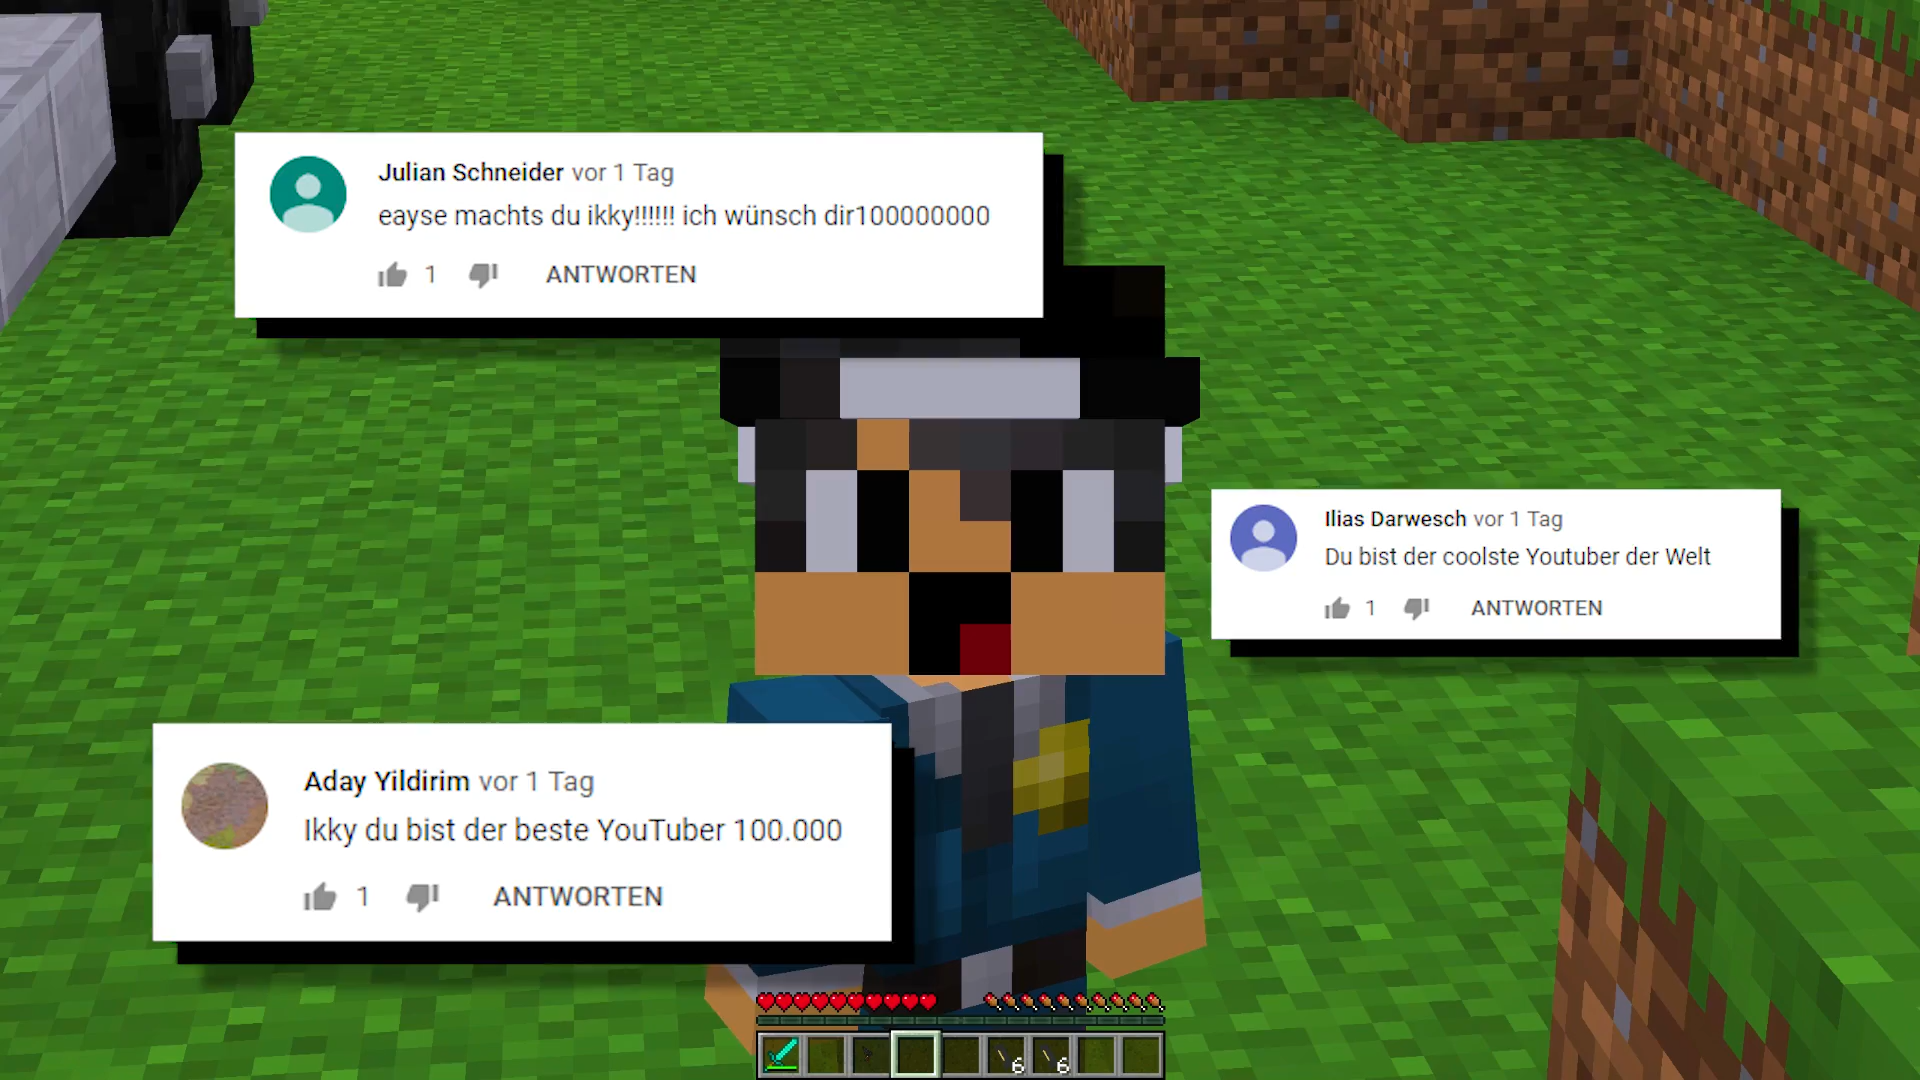 Julian Schneider vor 1 Tag
eayse machts du ikky!!!!!! ich wünsch dir100000000
1 ANTWORTEN
Ilias Darwesch vor 1 Tag
Du bist der coolste Youtuber der Welt
1 ANTWORTEN
Aday Yildirim vor 1 Tag
Ikky du bist der beste YouTuber 100.000
1 ANTWORTEN
6 6